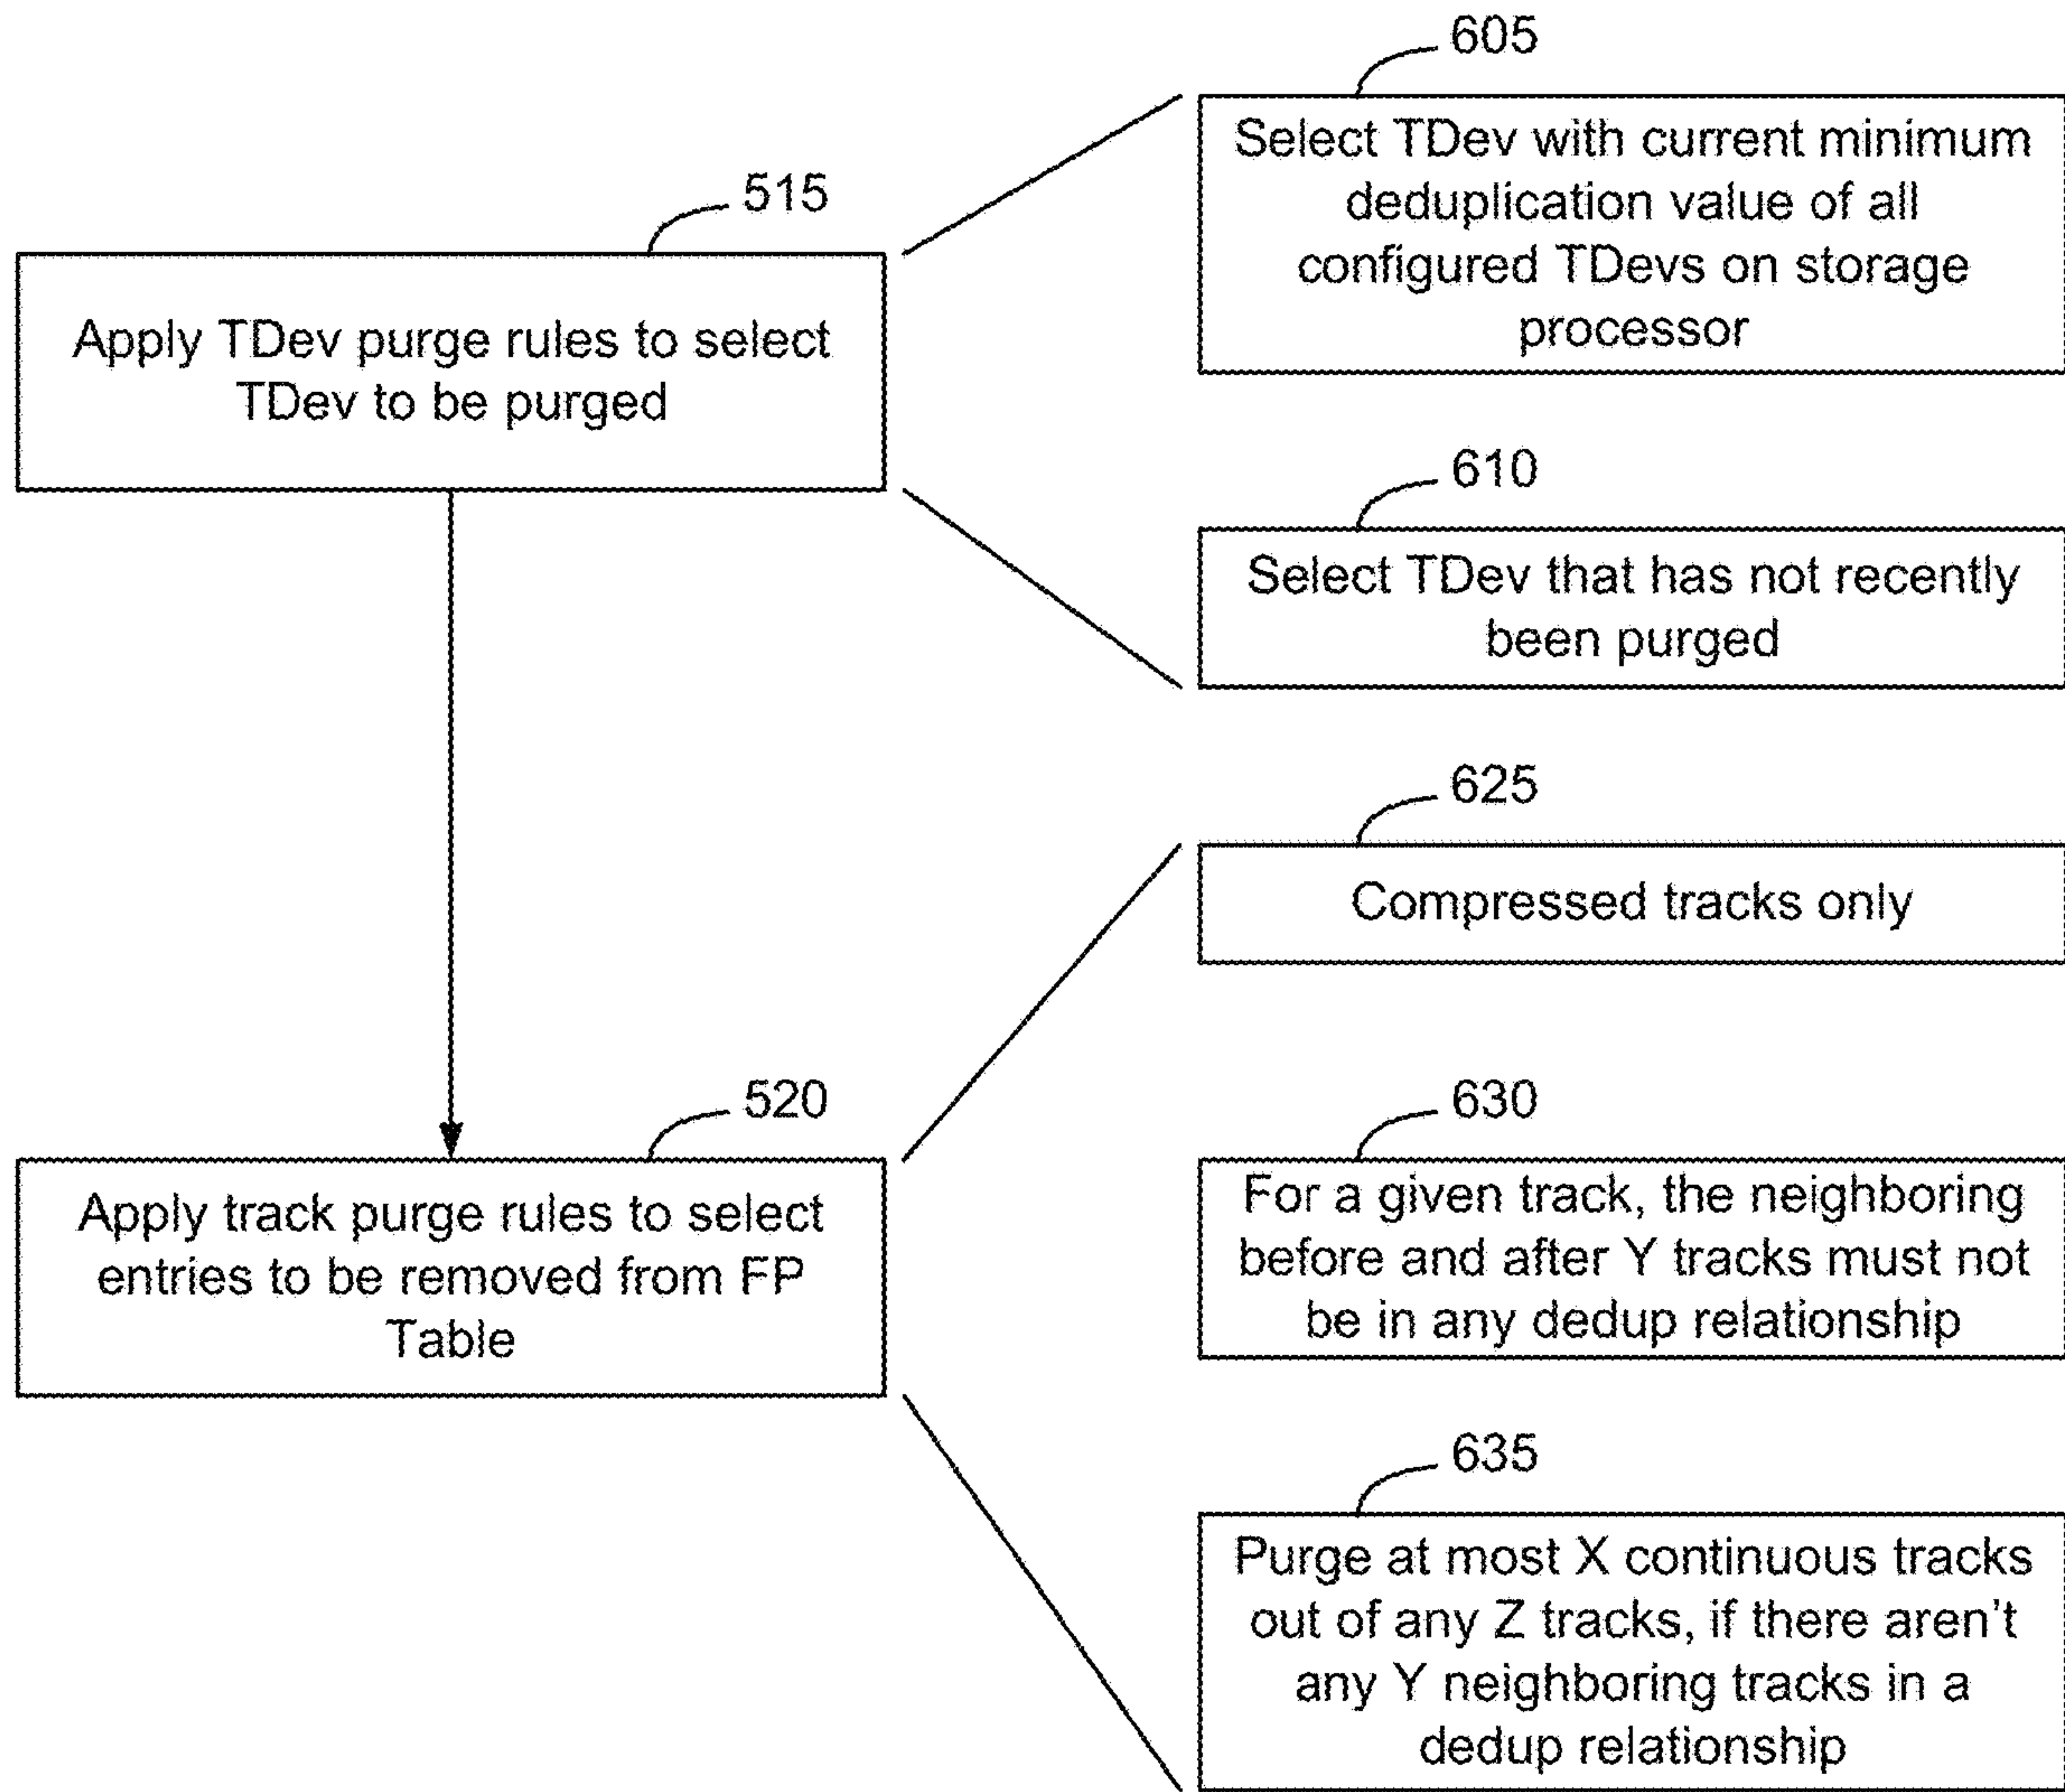 605
Select TDev with current minimum
deduplication value of all
configured TDevs on storage
processor
515
Apply TDev purge rules to select
TDev to be purged
610
Select TDev that has not recently
been purged
625
Compressed tracks only
520
Apply track purge rules to select
entries to be removed from FP
Table
630
For a given track, the neighboring
before and after Y tracks must not
be in any dedup relationship
635
Purge at most X continuous tracks
out of any Z tracks, if there aren't
any Y neighboring tracks in a
dedup relationship